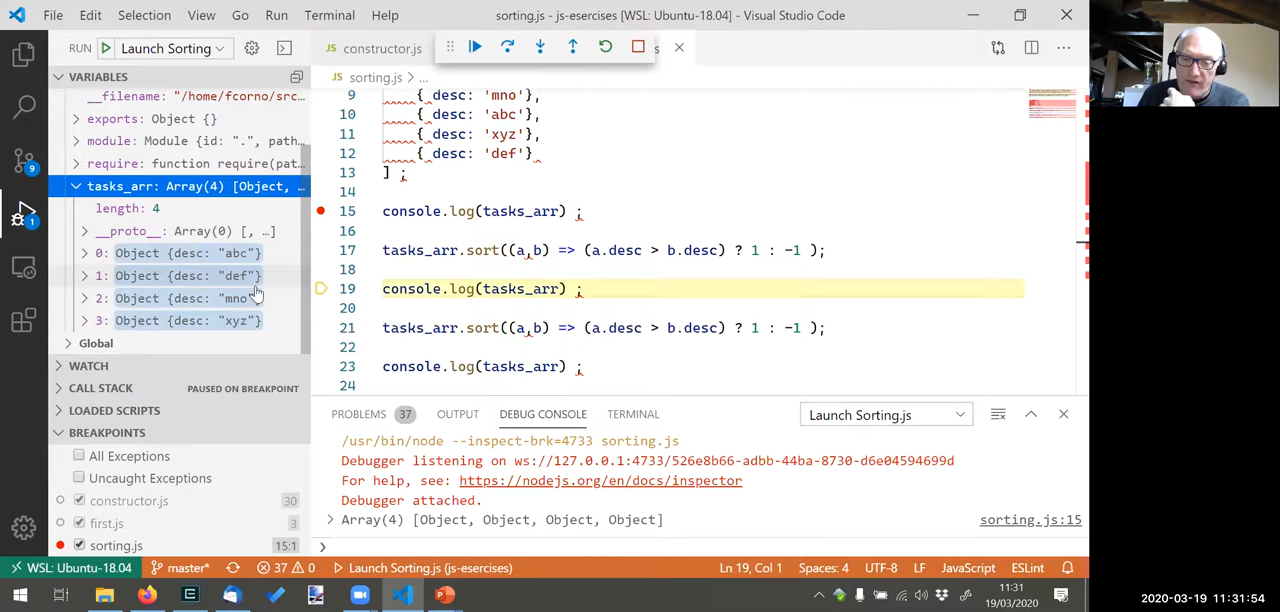 File Edit Selection View Go Run Terminal Help
sorting.js - js-esercises [WSL: Ubuntu-18.04] - Visual Studio Code
RUN Launch Sorting
JS constructor.js
s
VARIABLES
__filename: "/home/fcorno/src...
exports: Object {}
module: Module {id: ".", path...
require: function require(pat...
tasks_arr: Array(4) [Object, ...
length: 4
__proto__: Array(0) [, ...]
0: Object {desc: "abc"}
1: Object {desc: "def"}
2: Object {desc: "mno"}
3: Object {desc: "xyz"}
Global
WATCH
CALL STACK PAUSED ON BREAKPOINT
LOADED SCRIPTS
BREAKPOINTS
All Exceptions
Uncaught Exceptions
constructor.js 30
first.js 3
sorting.js 15:1
9
1
JS sorting.js > ...
9 { desc: 'mno'},
10 { desc: 'abc'},
11 { desc: 'xyz'},
12 { desc: 'def'}
13 ] ;
14
15 console.log(tasks_arr) ;
16
17 tasks_arr.sort((a,b) => (a.desc > b.desc) ? 1 : -1 );
18
19 console.log(tasks_arr) ;
20
21 tasks_arr.sort((a,b) => (a.desc > b.desc) ? 1 : -1 );
22
23 console.log(tasks_arr) ;
24
PROBLEMS 37 OUTPUT DEBUG CONSOLE TERMINAL Launch Sorting.js
/usr/bin/node --inspect-brk=4733 sorting.js
Debugger listening on ws://127.0.0.1:4733/526e8b66-adbb-44ba-8730-d6e04594699d
For help, see: https://nodejs.org/en/docs/inspector
Debugger attached.
Array(4) [Object, Object, Object, Object] sorting.js:15
WSL: Ubuntu-18.04 master* 37 0 Launch Sorting.js (js-esercises) Ln 19, Col 1 Spaces: 4 UTF-8 LF JavaScript ESLint
11:31
19/03/2020
2020-03-19 11:31:54